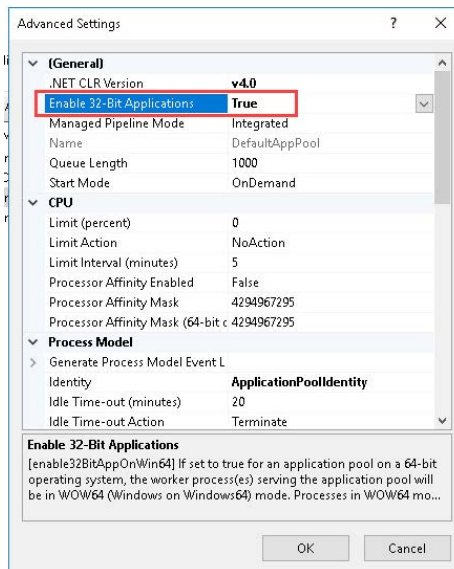 Advanced Settings ? ×
(General)
.NET CLR Version v4.0
Enable 32-Bit Applications True
Managed Pipeline Mode Integrated
Name DefaultAppPool
Queue Length 1000
Start Mode OnDemand
CPU
Limit (percent) 0
Limit Action NoAction
Limit Interval (minutes) 5
Processor Affinity Enabled False
Processor Affinity Mask 4294967295
Processor Affinity Mask (64-bit c 4294967295
Process Model
Generate Process Model Event L
Identity ApplicationPoolIdentity
Idle Time-out (minutes) 20
Idle Time-out Action Terminate
Enable 32-Bit Applications
[enable32BitAppOnWin64] If set to true for an application pool on a 64-bit
operating system, the worker process(es) serving the application pool will
be in WOW64 (Windows on Windows64) mode. Processes in WOW64 mo...
OK Cancel